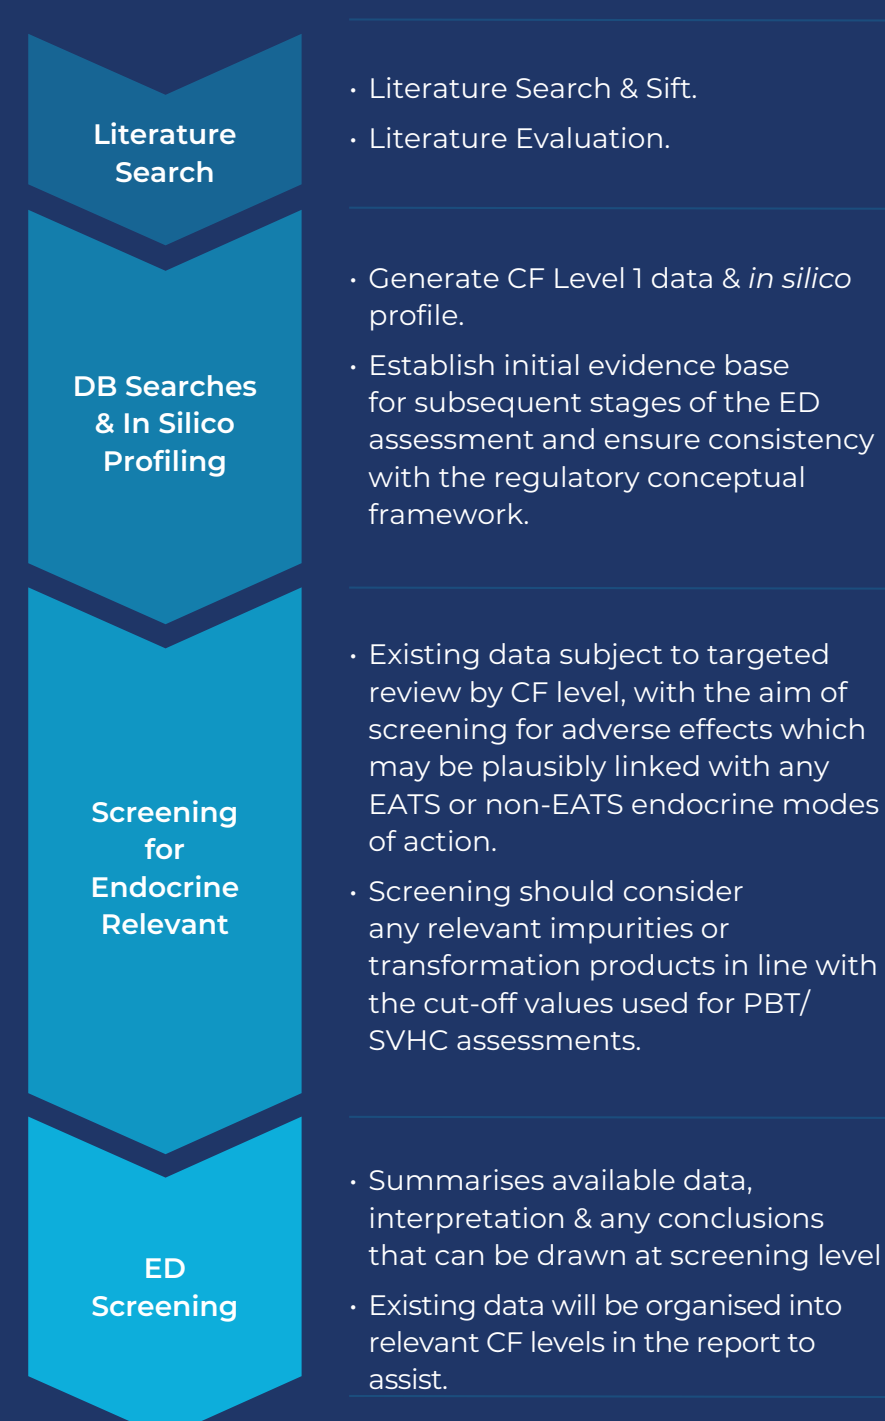 Literature
Search
• Literature Search & Sift.
• Literature Evaluation.
DB Searches
& In Silico
Profiling
• Generate CF Level 1 data & in silico
profile.
• Establish initial evidence base
for subsequent stages of the ED
assessment and ensure consistency
with the regulatory conceptual
framework.
Screening
for
Endocrine
Relevant
• Existing data subject to targeted
review by CF level, with the aim of
screening for adverse effects which
may be plausibly linked with any
EATS or non-EATS endocrine modes
of action.
• Screening should consider
any relevant impurities or
transformation products in line with
the cut-off values used for PBT/
SVHC assessments.
ED
Screening
• Summarises available data,
interpretation & any conclusions
that can be drawn at screening level
• Existing data will be organised into
relevant CF levels in the report to
assist.